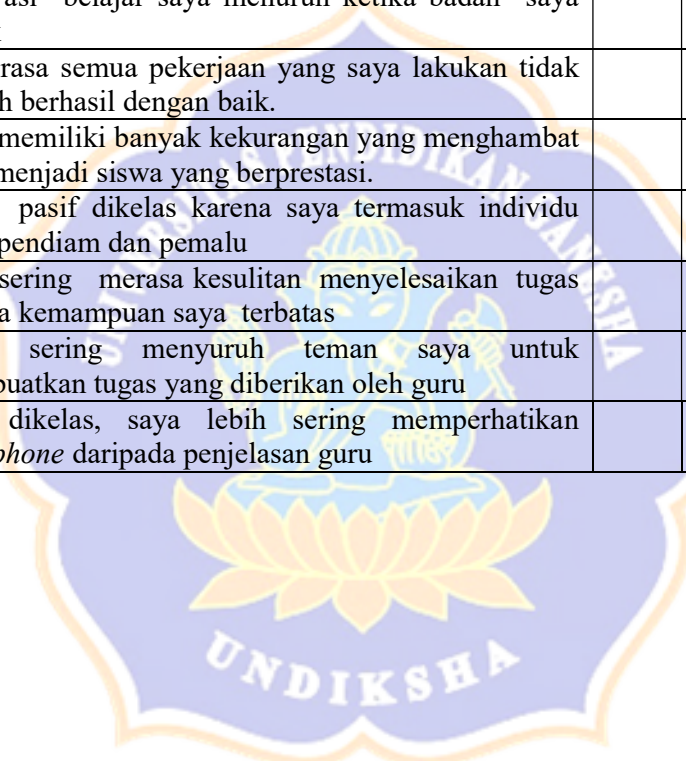 belajar saya menurun ketika badan saya
rasa semua pekerjaan yang saya lakukan tidak
h berhasil dengan baik.
memiliki banyak kekurangan yang menghambat
menjadi siswa yang berprestasi.
pasif dikelas karena saya termasuk individu
pendiam dan pemalu
sering merasa kesulitan menyelesaikan tugas
a kemampuan saya terbatas
sering menyuruh teman saya untuk
buatkan tugas yang diberikan oleh guru
dikelas, saya lebih sering memperhatikan
phone daripada penjelasan guru
UNIVERSITAS PENDIDIKAN GANESHA
UNDIKSHA